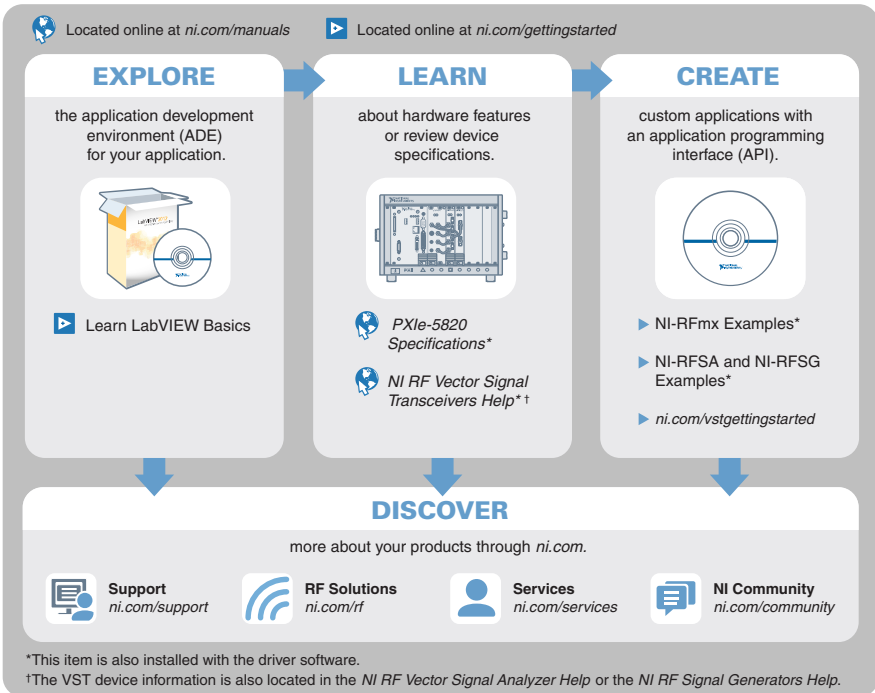 Located online at ni.com/manuals
Located online at ni.com/gettingstarted
EXPLORE
the application development
environment (ADE)
for your application.
LabVIEW
Learn LabVIEW Basics
LEARN
about hardware features
or review device
specifications.
PXIe-5820
Specifications*
NI RF Vector Signal
Transceivers Help* †
CREATE
custom applications with
an application programming
interface (API).
NI-RFmx Examples*
NI-RFSA and NI-RFSG
Examples*
ni.com/vstgettingstarted
DISCOVER
more about your products through ni.com.
Support
ni.com/support
RF Solutions
ni.com/rf
Services
ni.com/services
NI Community
ni.com/community
*This item is also installed with the driver software.
†The VST device information is also located in the NI RF Vector Signal Analyzer Help or the NI RF Signal Generators Help.